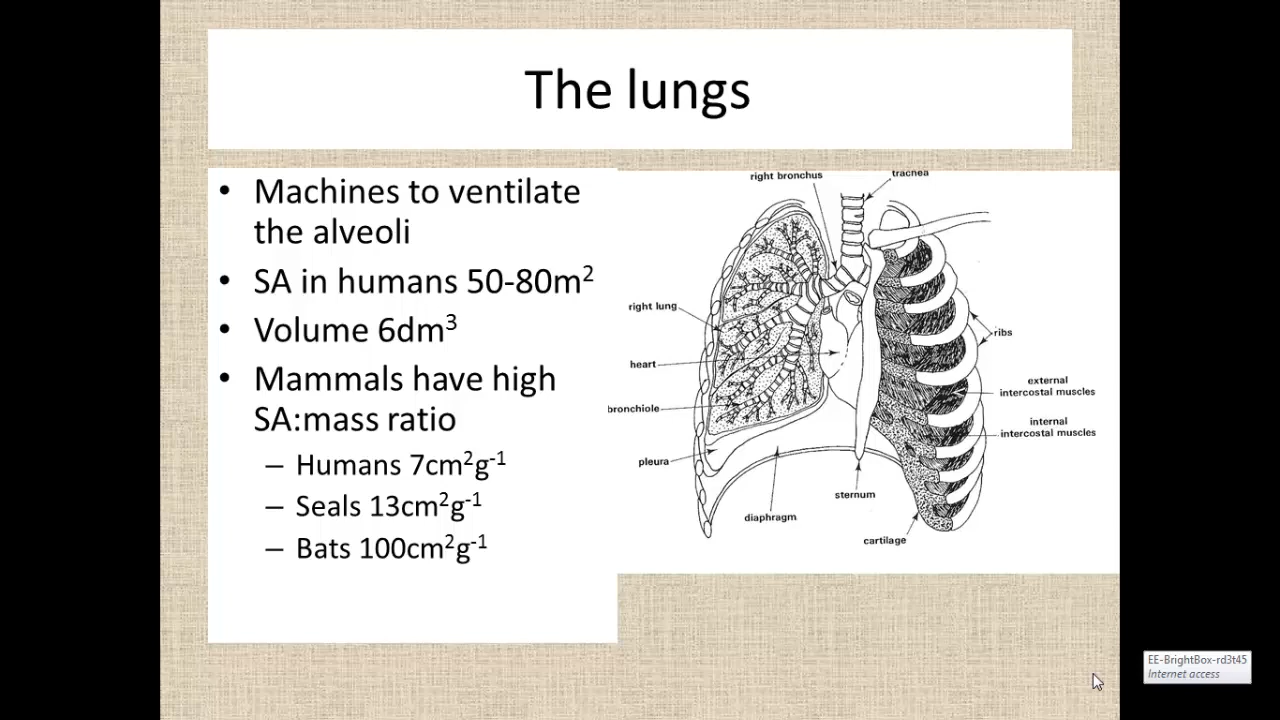 The lungs
• Machines to ventilate
the alveoli
• SA in humans 50-80m²
• Volume 6dm³
• Mammals have high
SA:mass ratio
– Humans 7cm²g⁻¹
– Seals 13cm²g⁻¹
– Bats 100cm²g⁻¹
right bronchus
trachea
right lung
heart
bronchiole
pleura
diaphragm
sternum
cartilage
ribs
external
intercostal muscles
internal
intercostal muscles
EE-BrightBox-rd3t45
Internet access